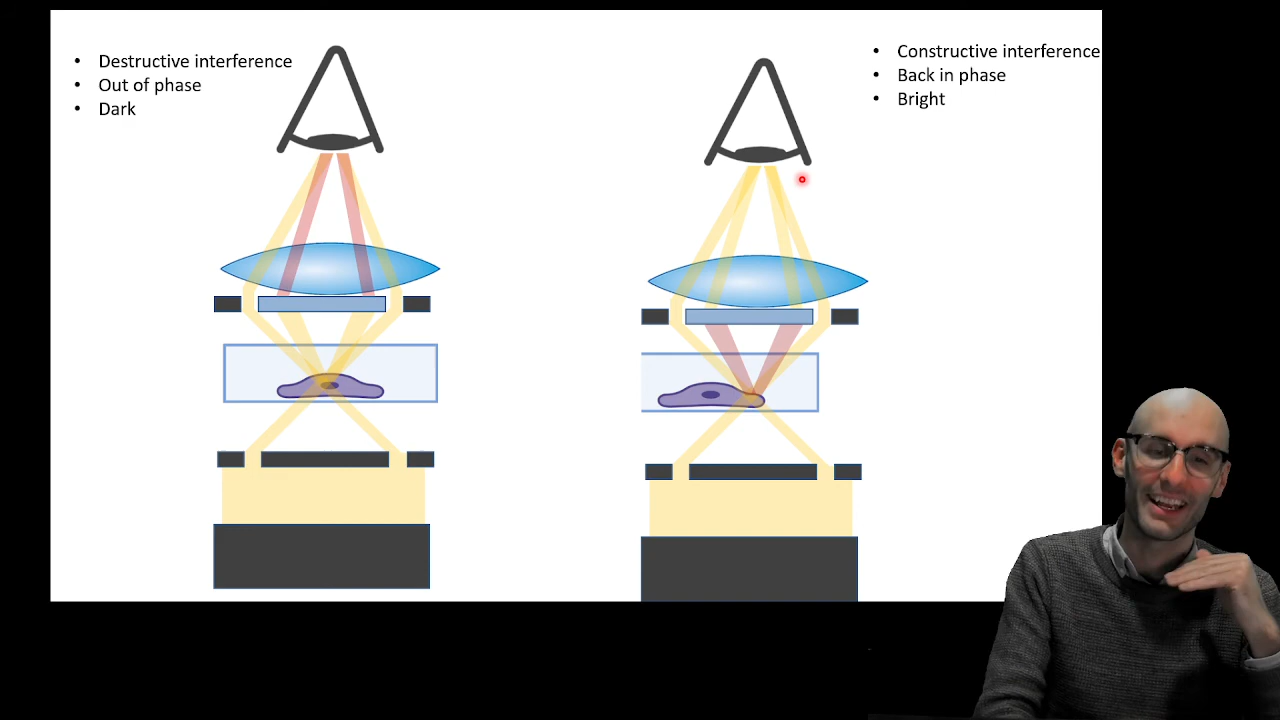 Destructive interference
Out of phase
Dark
Constructive interference
Back in phase
Bright